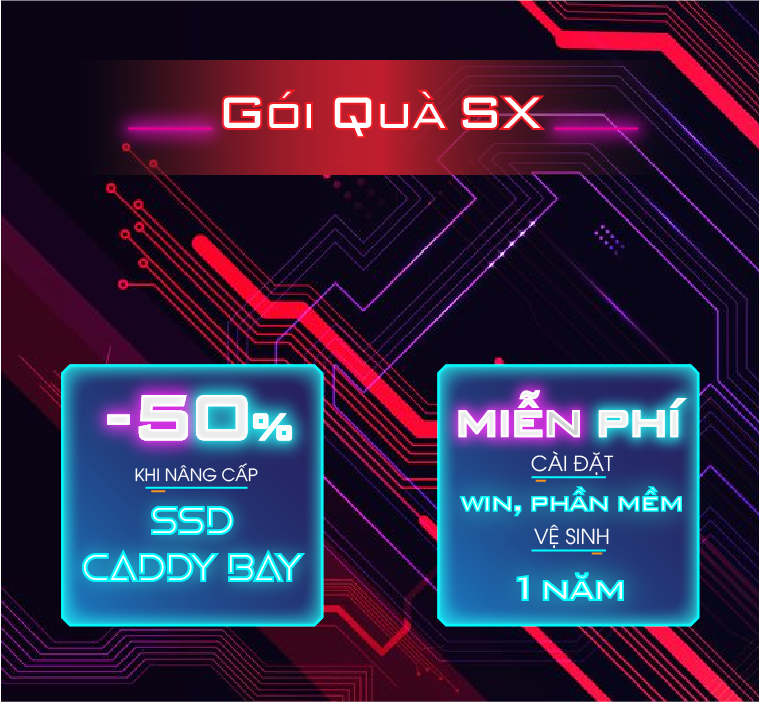 GÓI QUÀ SX
-50%
KHI NÂNG CẤP
SSD
CADDY BAY
MIỄN PHÍ
CÀI ĐẶT
WIN, PHẦN MỀM
VỆ SINH
1 NĂM